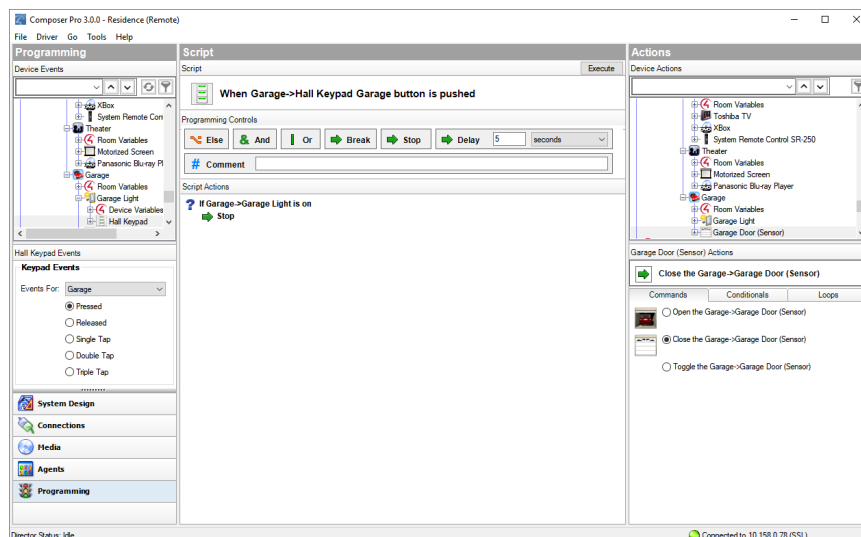 Composer Pro 3.0.0 - Residence (Remote)
File Driver Go Tools Help
Programming
Device Events
XBox
System Remote Con
Theater
Room Variables
Motorized Screen
Panasonic Blu-ray Pl
Garage
Room Variables
Garage Light
Device Variables
Hall Keypad
Hall Keypad Events
Keypad Events
Events For: Garage
Pressed
Released
Single Tap
Double Tap
Triple Tap
System Design
Connections
Media
Agents
Programming
Director Status: Idle
Script
Script Execute
When Garage->Hall Keypad Garage button is pushed
Programming Controls
Else And Or Break Stop Delay 5 seconds
# Comment
Script Actions
? If Garage->Garage Light is on
Stop
Actions
Device Actions
Room Variables
Toshiba TV
XBox
System Remote Control SR-250
Theater
Room Variables
Motorized Screen
Panasonic Blu-ray Player
Garage
Room Variables
Garage Light
Garage Door (Sensor)
Garage Door (Sensor) Actions
Close the Garage->Garage Door (Sensor)
Commands Conditionals Loops
Open the Garage->Garage Door (Sensor)
Close the Garage->Garage Door (Sensor)
Toggle the Garage->Garage Door (Sensor)
Connected to 10.158.0.78 (SSL)